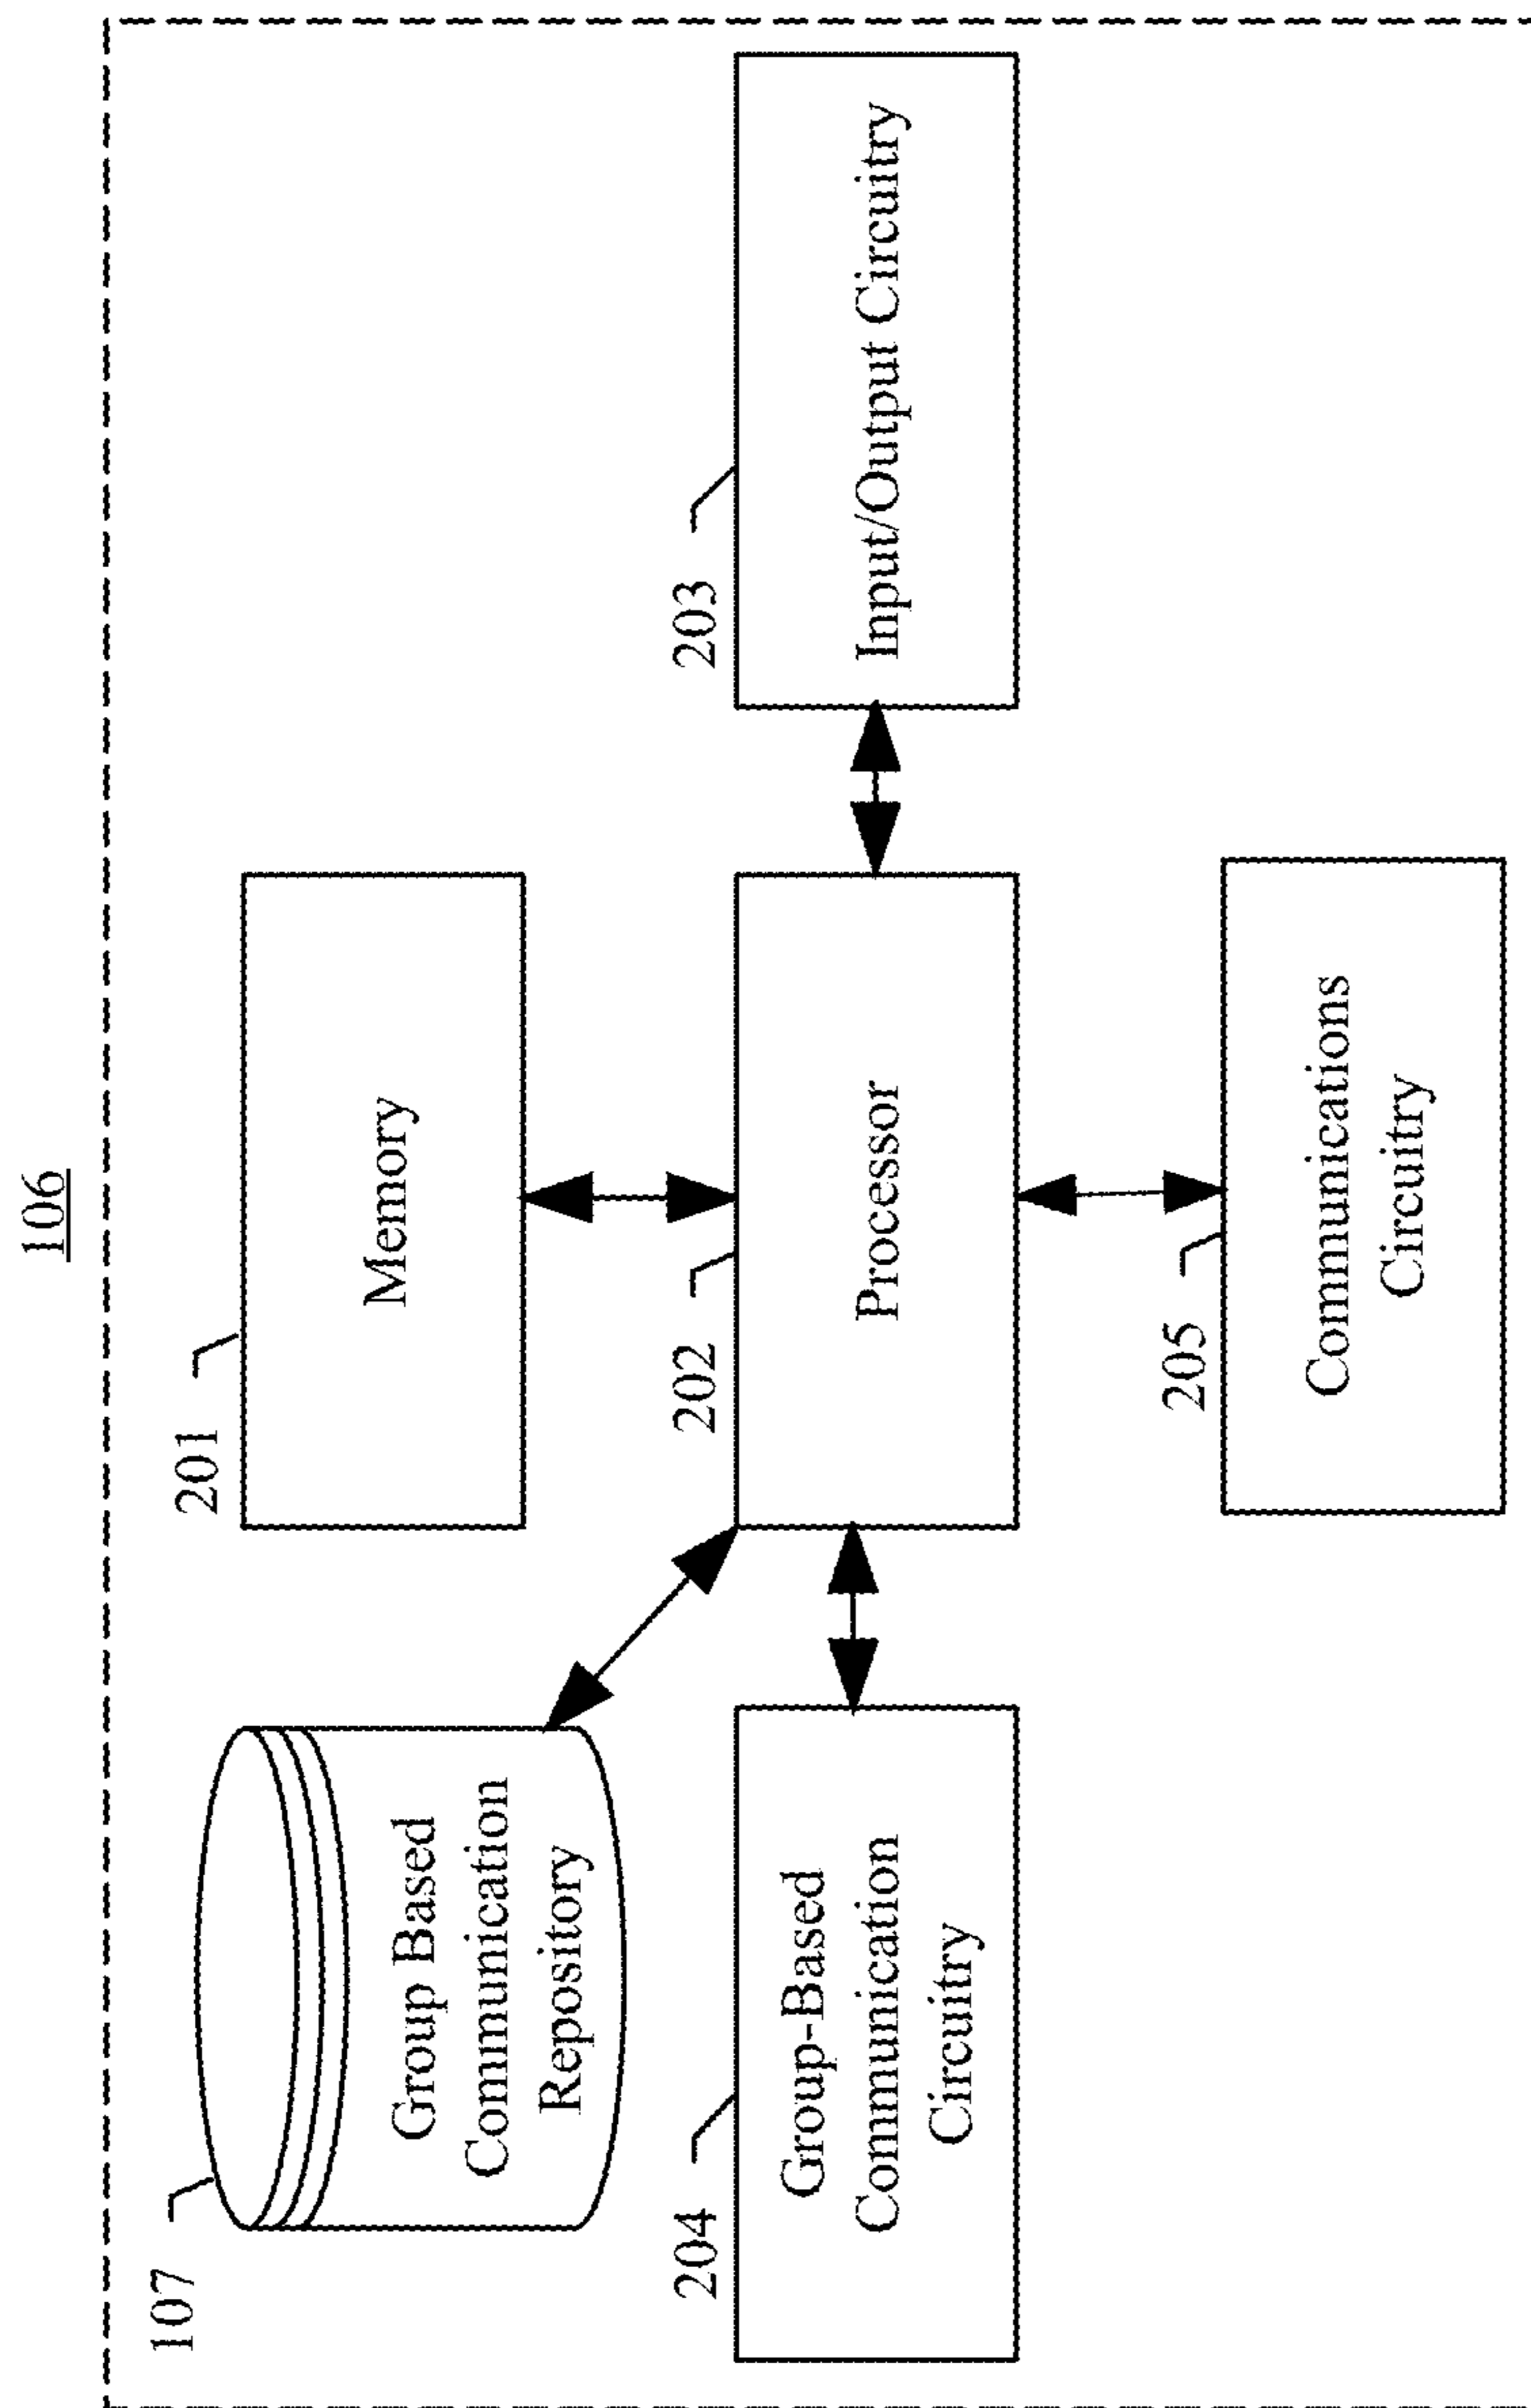 106
107
Group Based
Communication
Repository
201
Memory
204
Group-Based
Communication
Circuitry
202
Processor
203
Input/Output Circuitry
205
Communications
Circuitry